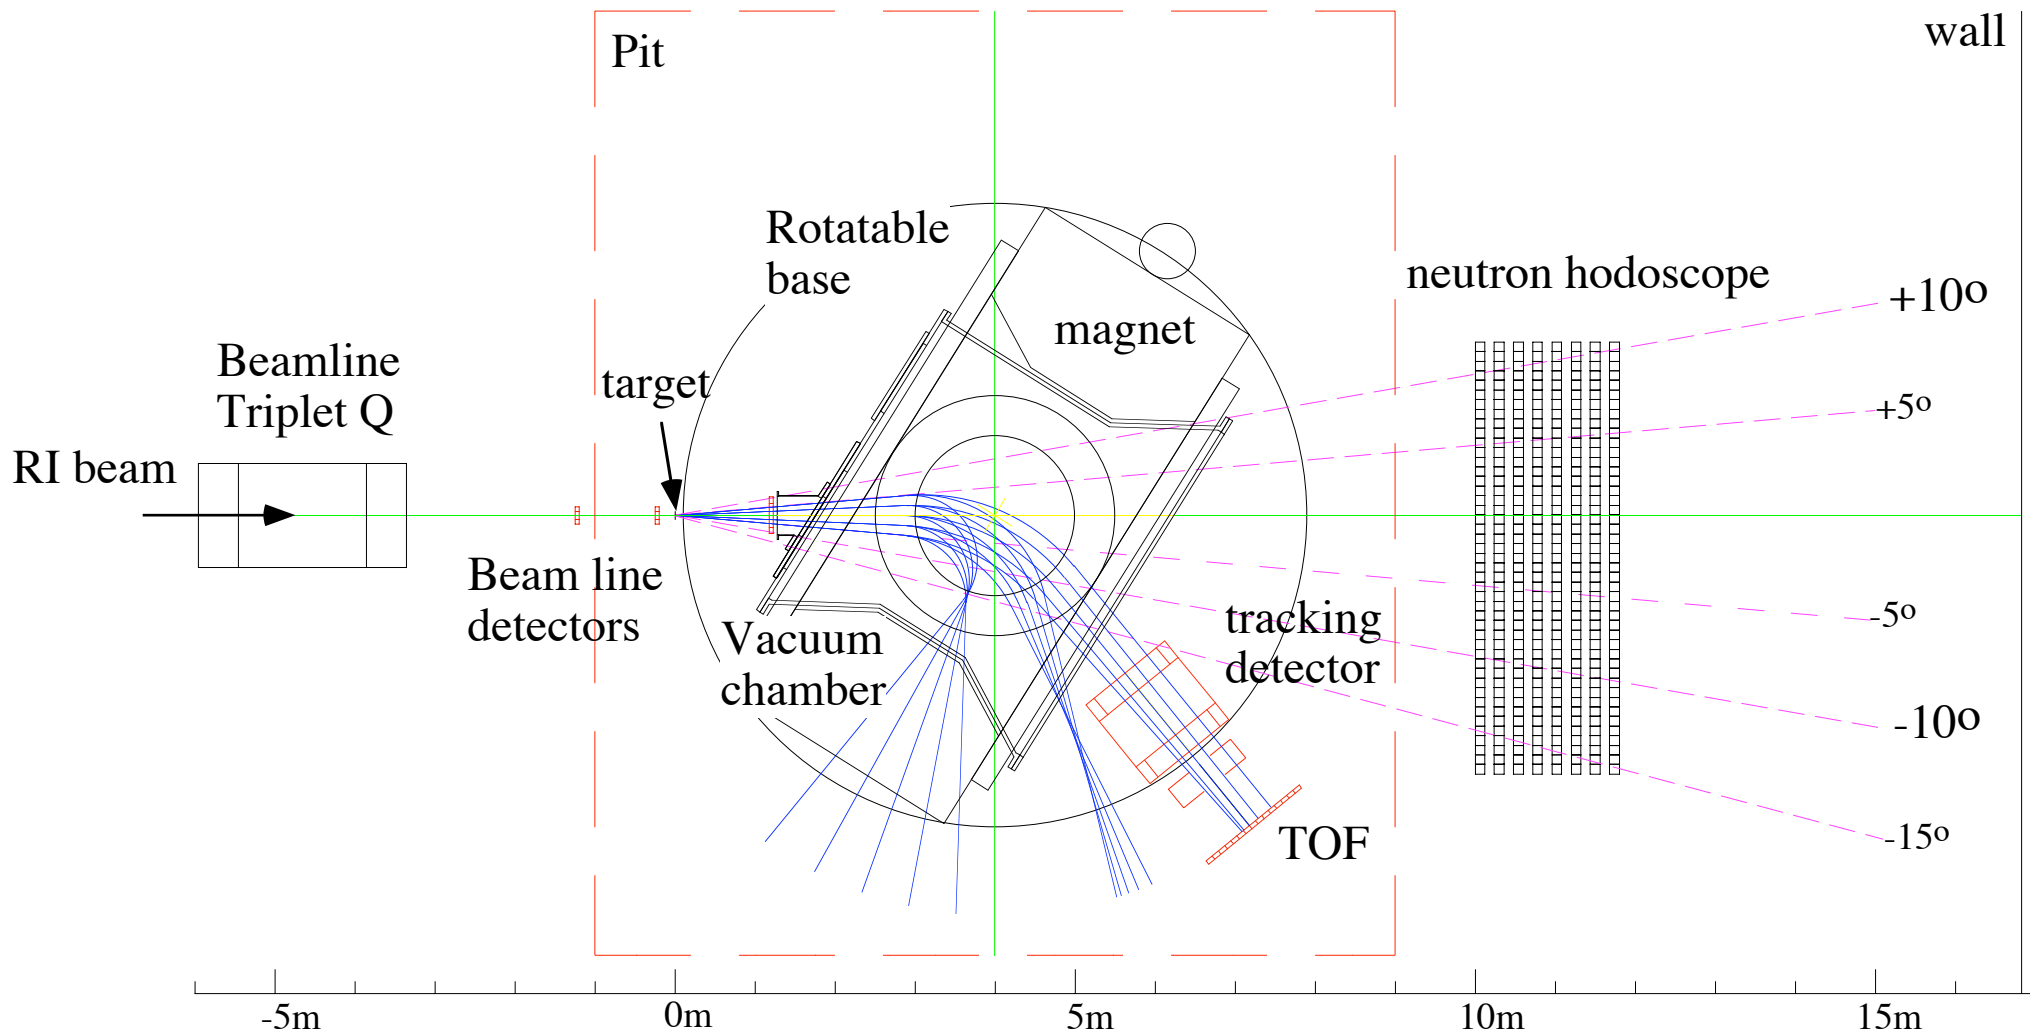 Pit
wall
Rotatable
base
neutron hodoscope
+10o
magnet
Beamline
Triplet Q
target
+5o
RI beam
Beam line
detectors
Vacuum
chamber
tracking
detector
-5o
-10o
TOF
-15o
-5m
0m
5m
10m
15m